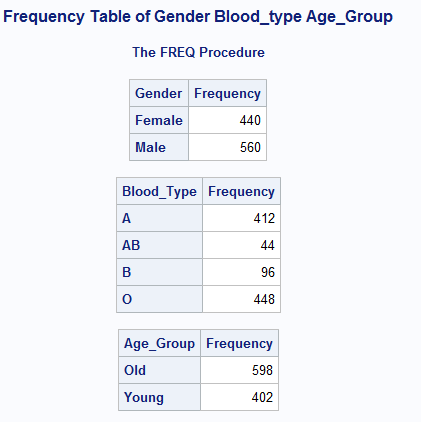 Frequency Table of Gender Blood_type Age_Group
The FREQ Procedure
Gender Frequency
Female 440
Male 560
Blood_Type Frequency
A 412
AB 44
B 96
O 448
Age_Group Frequency
Old 598
Young 402